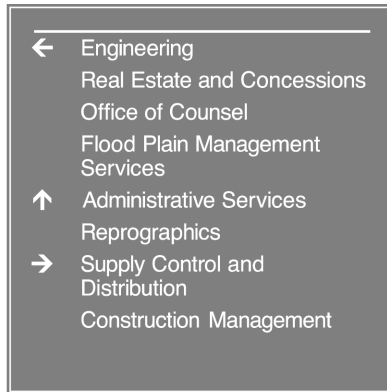 ← Engineering
Real Estate and Concessions
Office of Counsel
Flood Plain Management
Services
↑ Administrative Services
Reprographics
→ Supply Control and
Distribution
Construction Management